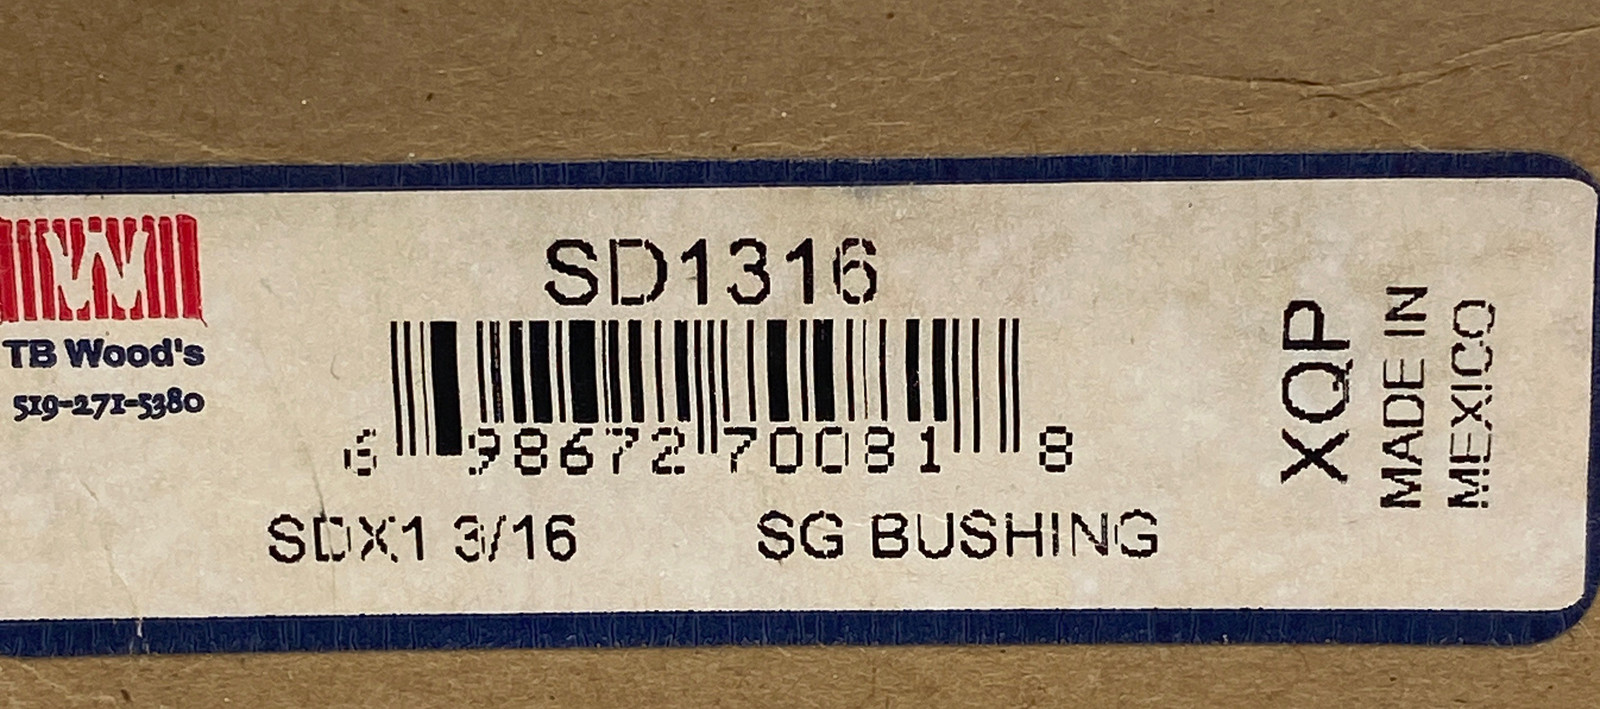 TB Wood's
519-271-5380
SD1316
6 98672 70081 8
SDX1 3/16 SG BUSHING
XQP
MADE IN
MEXICO